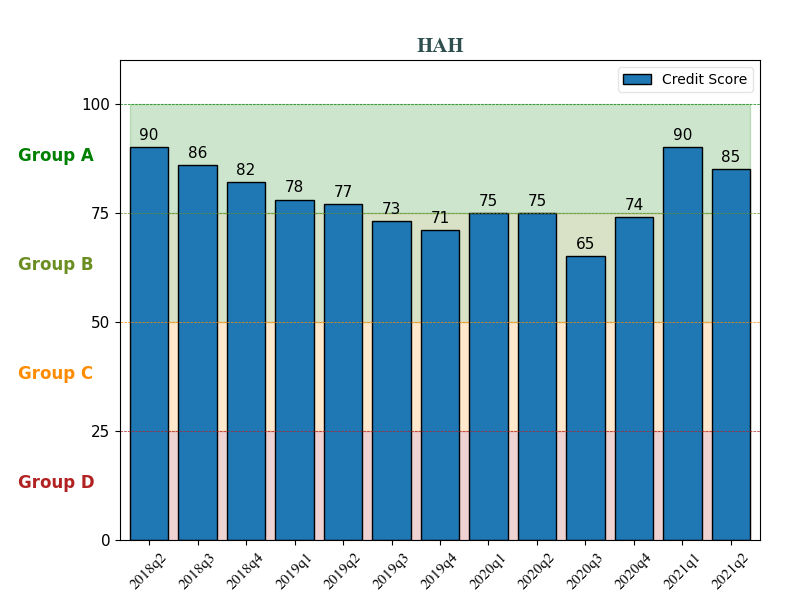 HAH
Credit Score
100
75
50
25
0
Group A
Group B
Group C
Group D
90
86
82
78
77
73
71
75
75
65
74
90
85
2018q2
2018q3
2018q4
2019q1
2019q2
2019q3
2019q4
2020q1
2020q2
2020q3
2020q4
2021q1
2021q2